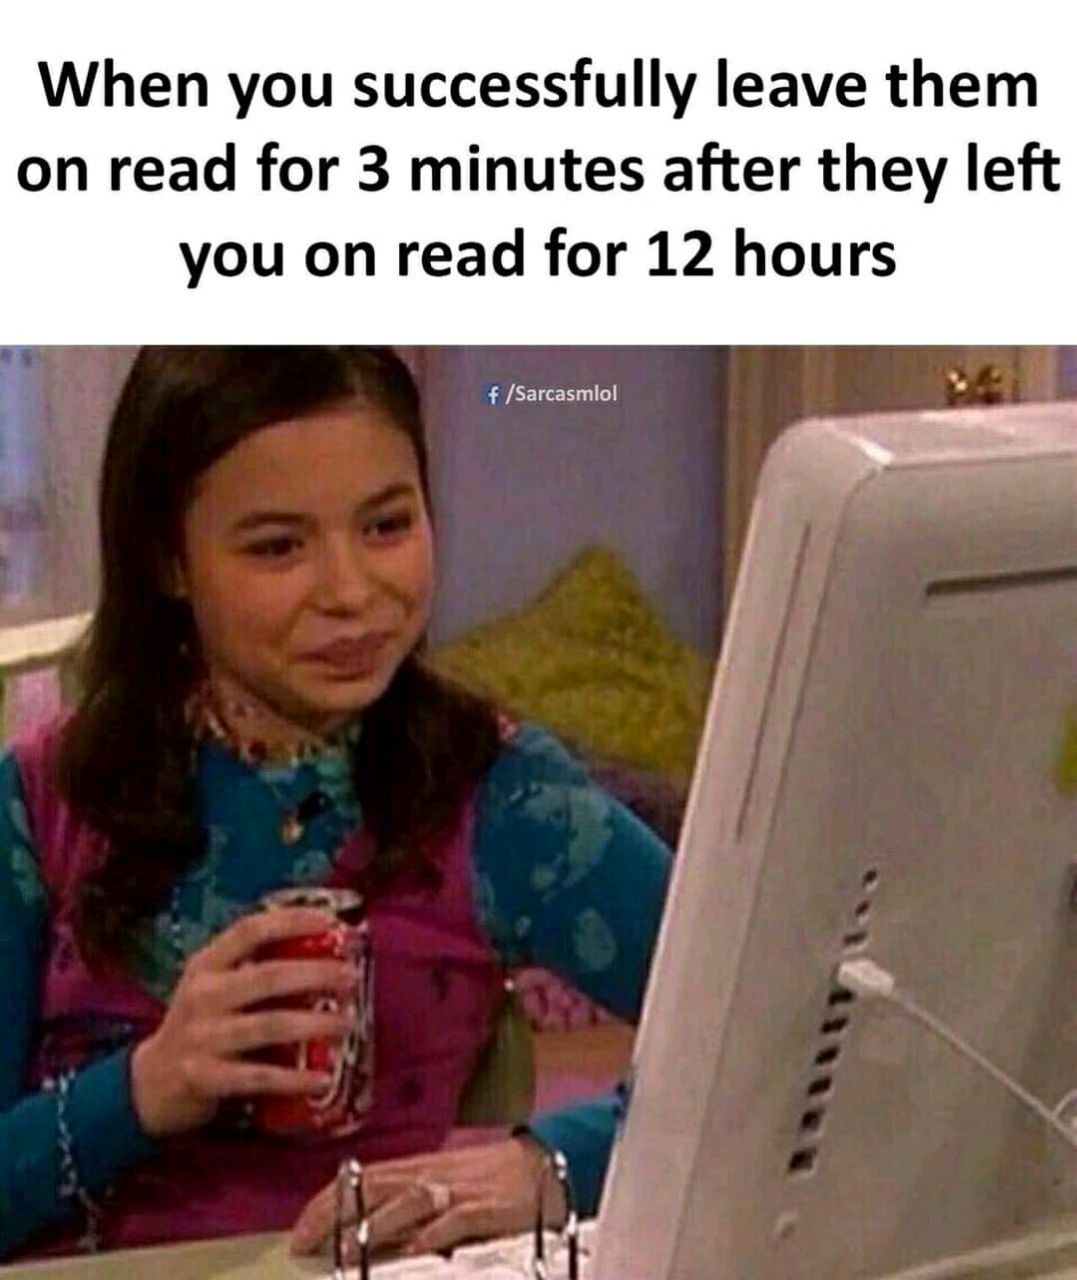 When you successfully leave them
on read for 3 minutes after they left
you on read for 12 hours
f /Sarcasmlol